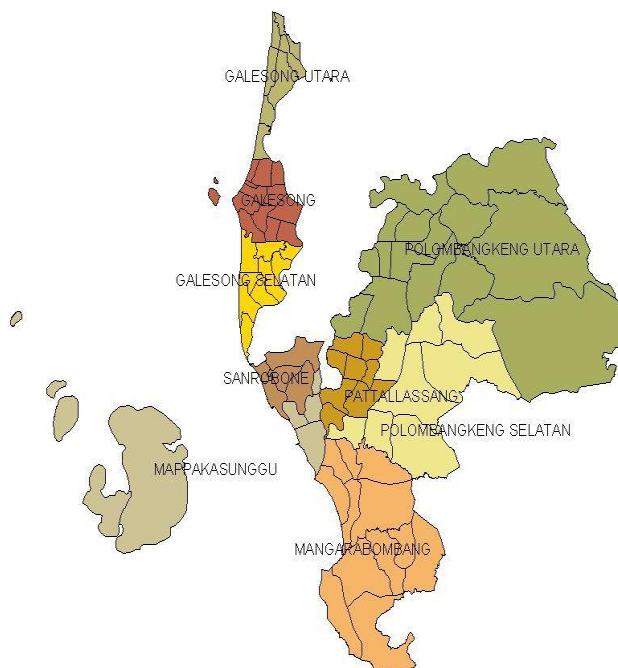 GALESONG UTARA
GALESONG
POLOMBANGKENG UTARA
GALESONG SELATAN
SANROBONE
PATTALLASSANG
POLOMBANGKENG SELATAN
MAPPAKASUNGGU
MANGARABOMBANG